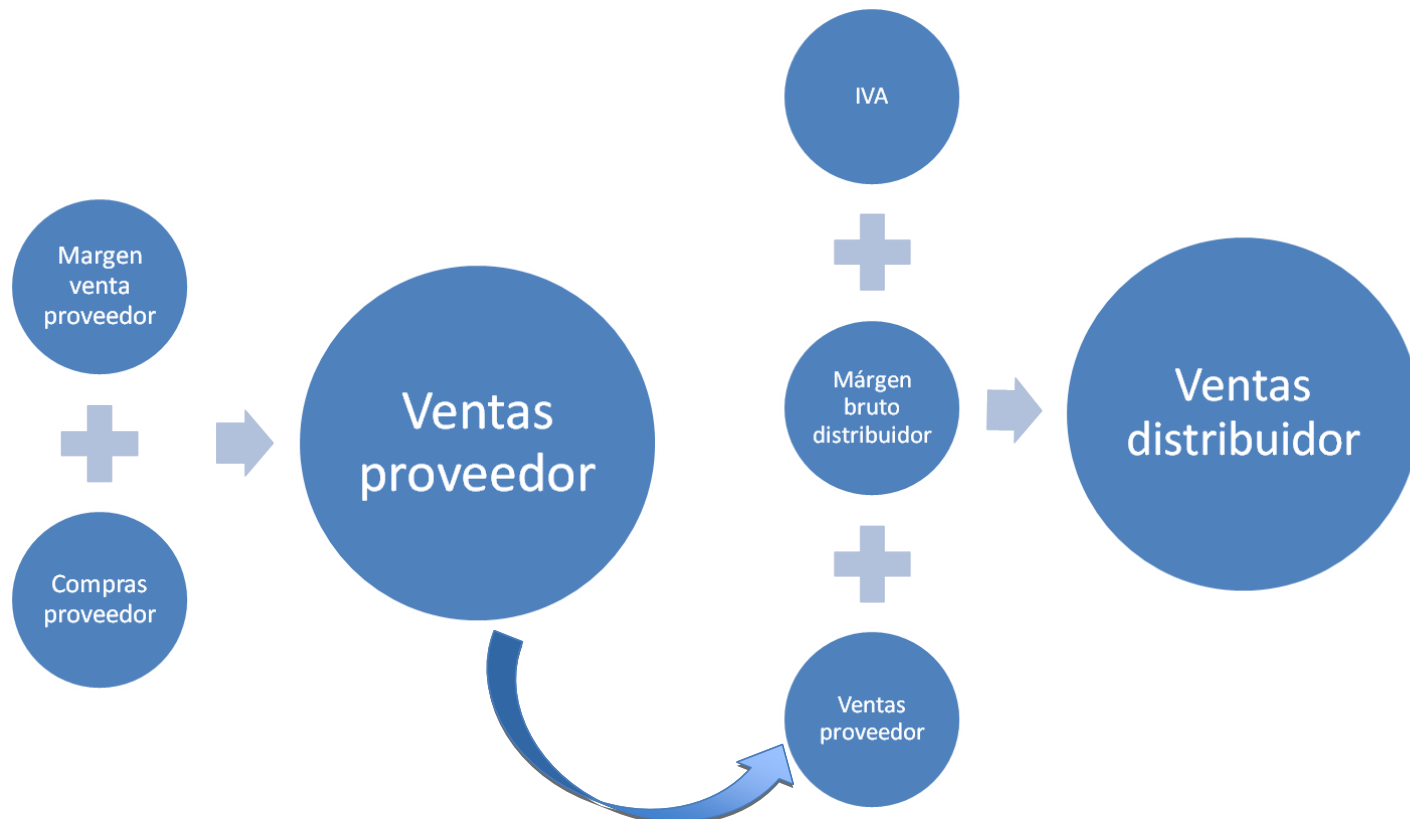 Margen
venta
proveedor
Compras
proveedor
Ventas
proveedor
IVA
Márgen
bruto
distribuidor
Ventas
proveedor
Ventas
distribuidor